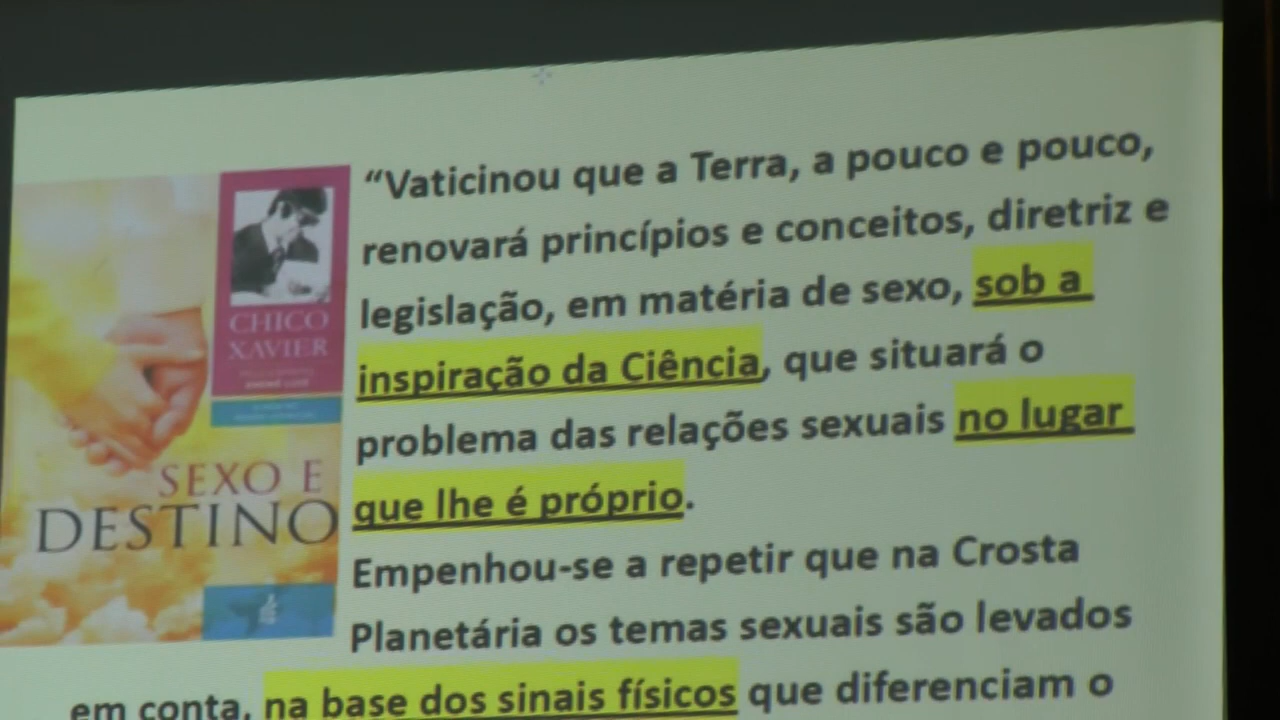 “Vaticinou que a Terra, a pouco e pouco,
renovará princípios e conceitos, diretriz e
legislação, em matéria de sexo, sob a
inspiração da Ciência, que situará o
problema das relações sexuais no lugar
que lhe é próprio.
Empenhou-se a repetir que na Crosta
Planetária os temas sexuais são levados
em conta, na base dos sinais físicos que diferenciam o
CHICO
XAVIER
SEXO E
DESTINO